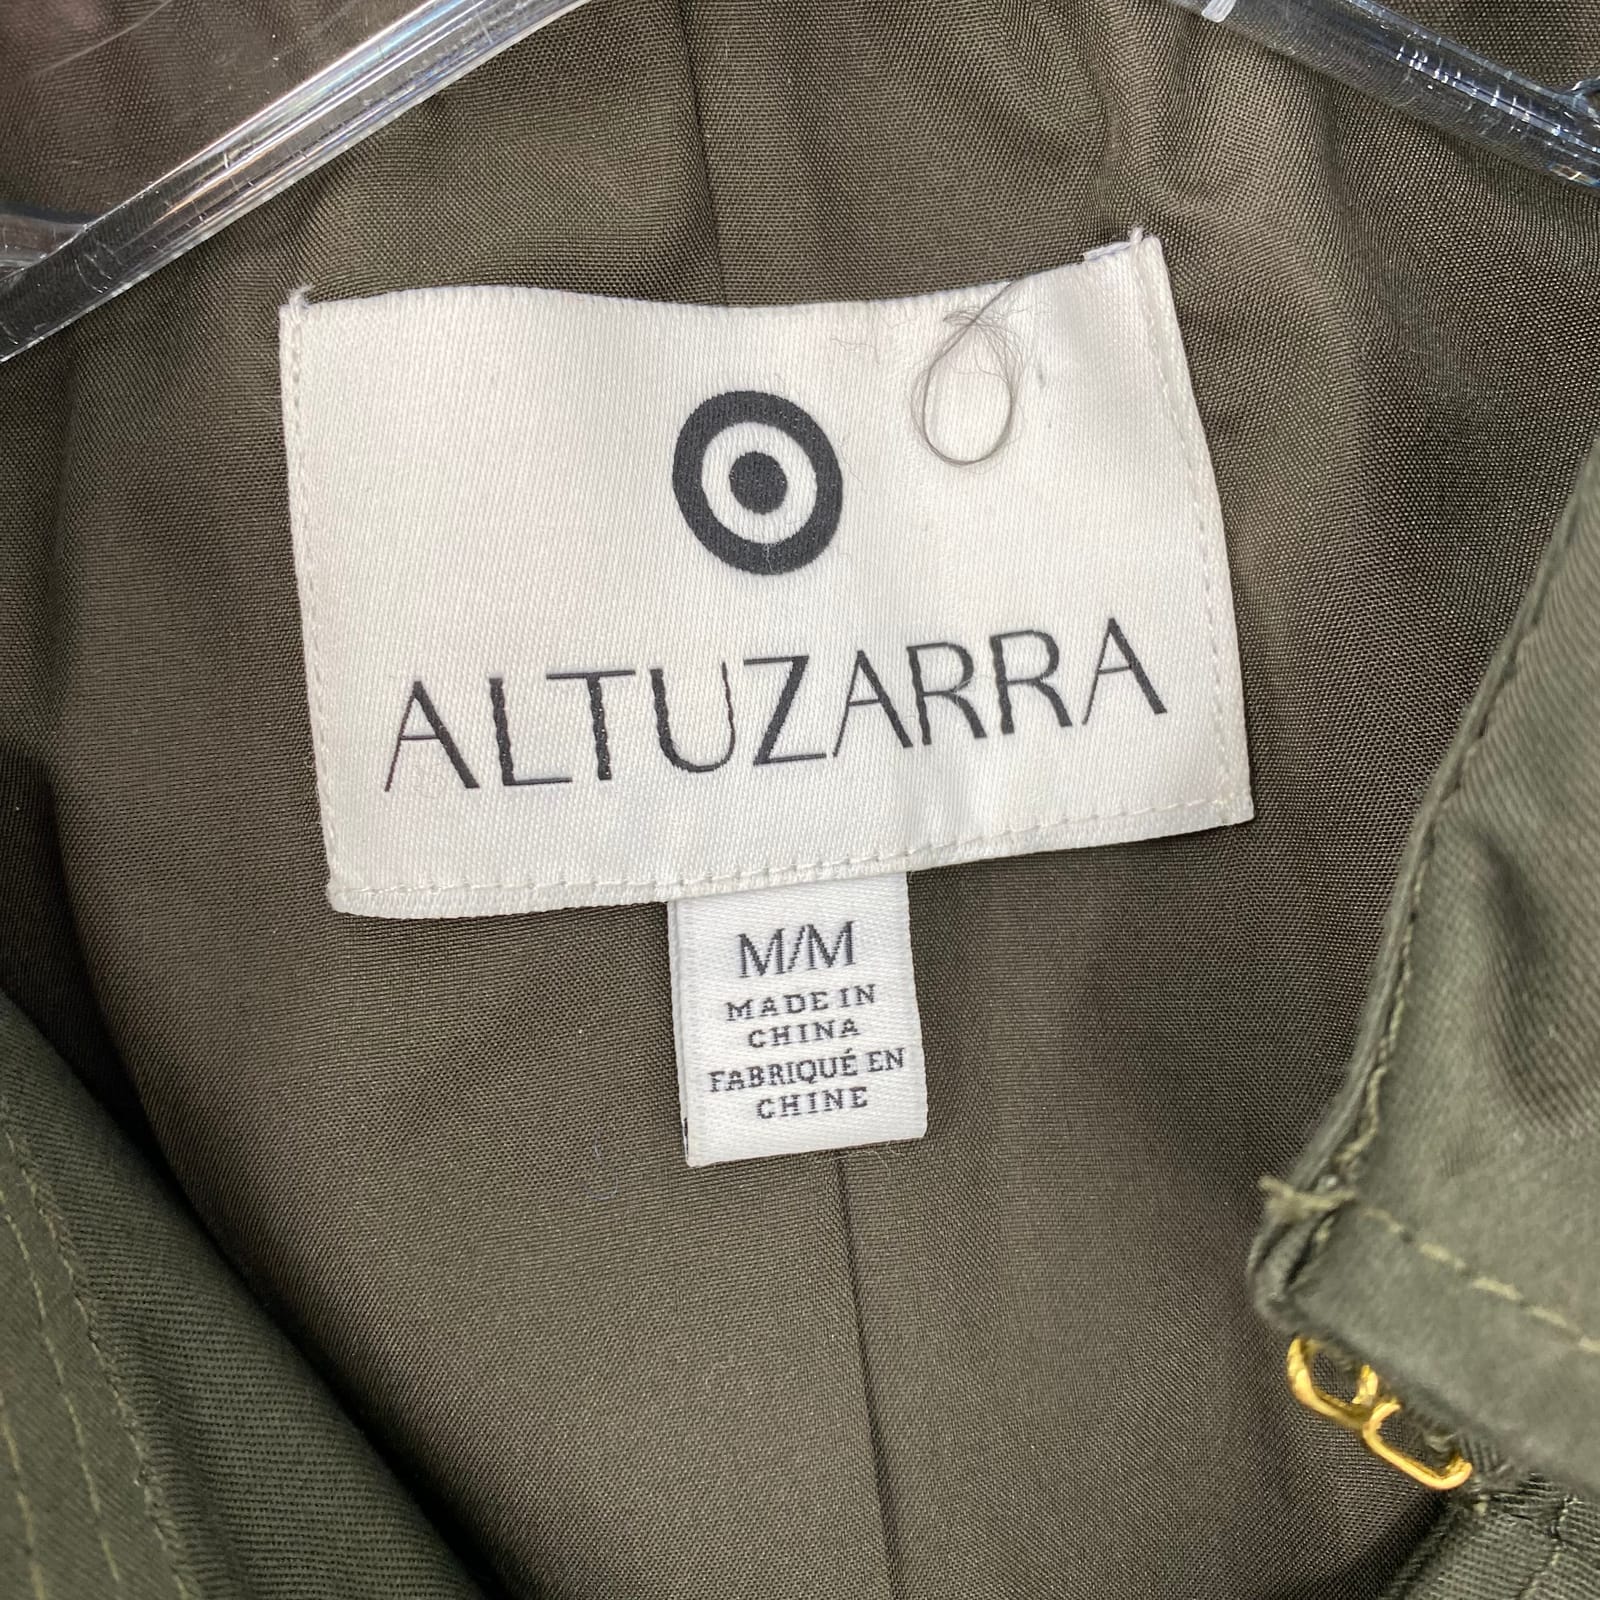 ALTUZARRA
M/M
MADE IN
CHINA
FABRIQUÉ EN
CHINE